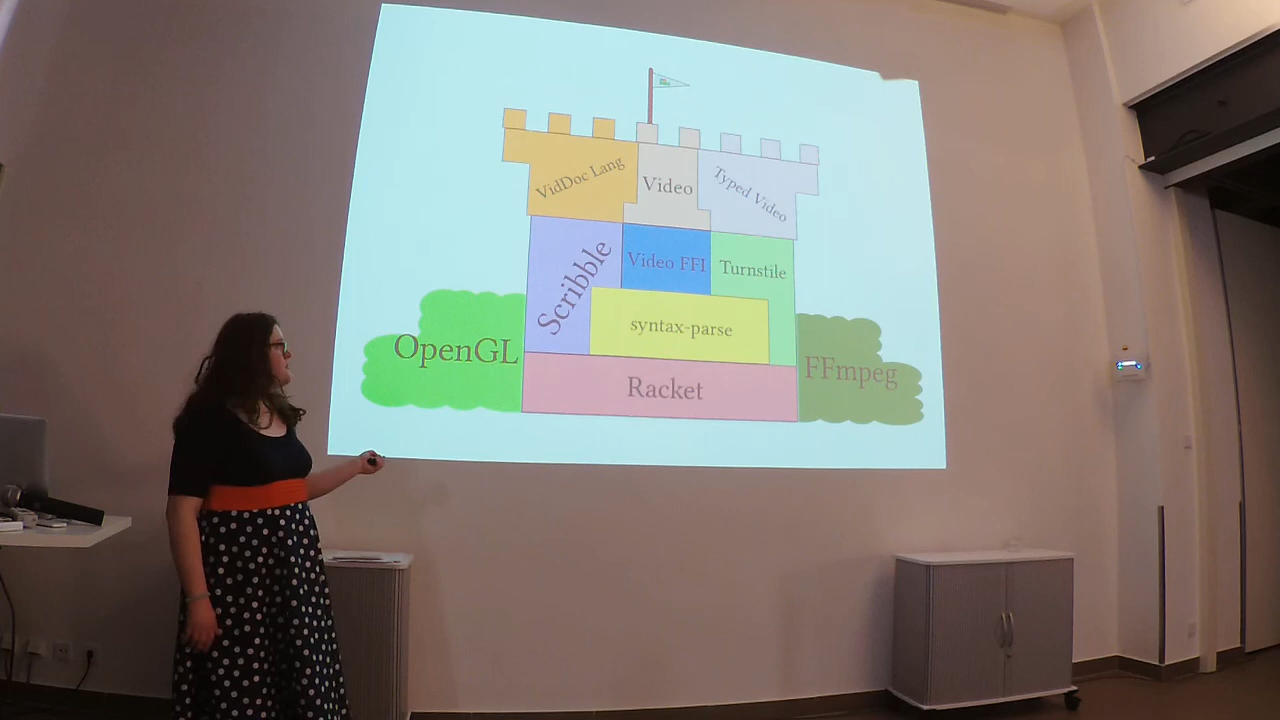 VidDoc Lang
Video
Typed Video
Scribble
Video FFI
Turnstile
syntax-parse
OpenGL
Racket
FFmpeg